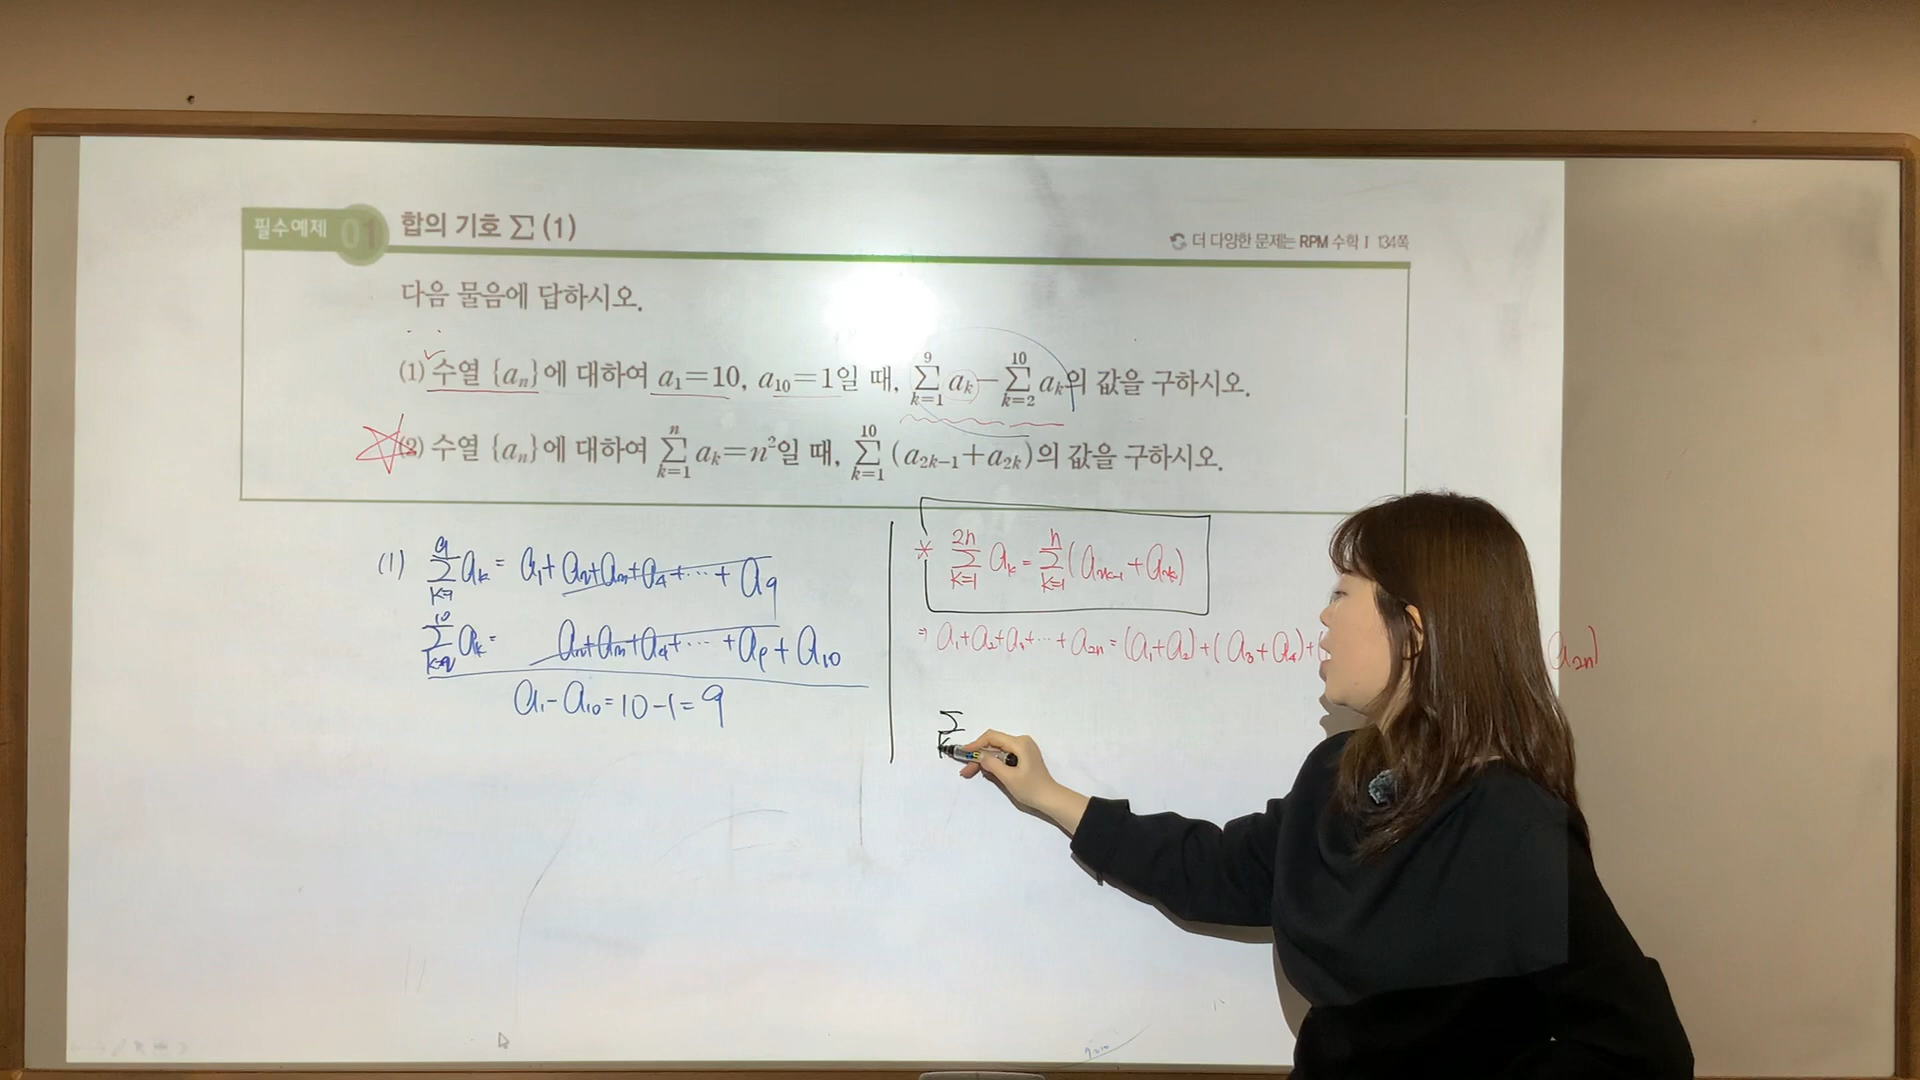 필수예제 01 합의 기호 ∑ (1)
더 다양한 문제는 RPM 수학 Ⅰ 134쪽
다음 물음에 답하시오.
(1) 수열 {aₙ}에 대하여 a₁=10, a₁₀=1일 때, ∑_{k=1}^{9} a_k − ∑_{k=2}^{10} a_k의 값을 구하시오.
(2) 수열 {aₙ}에 대하여 ∑_{k=1}^{n} a_k=n²일 때, ∑_{k=1}^{10} (a_{2k−1}+a_{2k})의 값을 구하시오.
(1) ∑_{k=1}^{9} a_k = a₁+a₂+a₃+a₄+⋯+a₉
∑_{k=2}^{10} a_k = a₂+a₃+a₄+⋯+a₉+a₁₀
a₁−a₁₀=10−1=9
* ∑_{k=1}^{2n} a_k = ∑_{k=1}^{n} (a_{2k−1}+a_{2k})
⇒ a₁+a₂+a₃+⋯+a_{2n}=(a₁+a₂)+(a₃+a₄)+( a_{2n})
∑ k